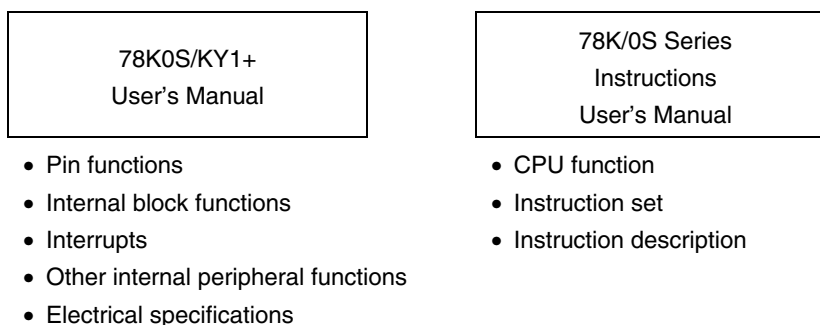 78K0S/KY1+
User's Manual
• Pin functions
• Internal block functions
• Interrupts
• Other internal peripheral functions
• Electrical specifications
78K/0S Series
Instructions
User's Manual
• CPU function
• Instruction set
• Instruction description